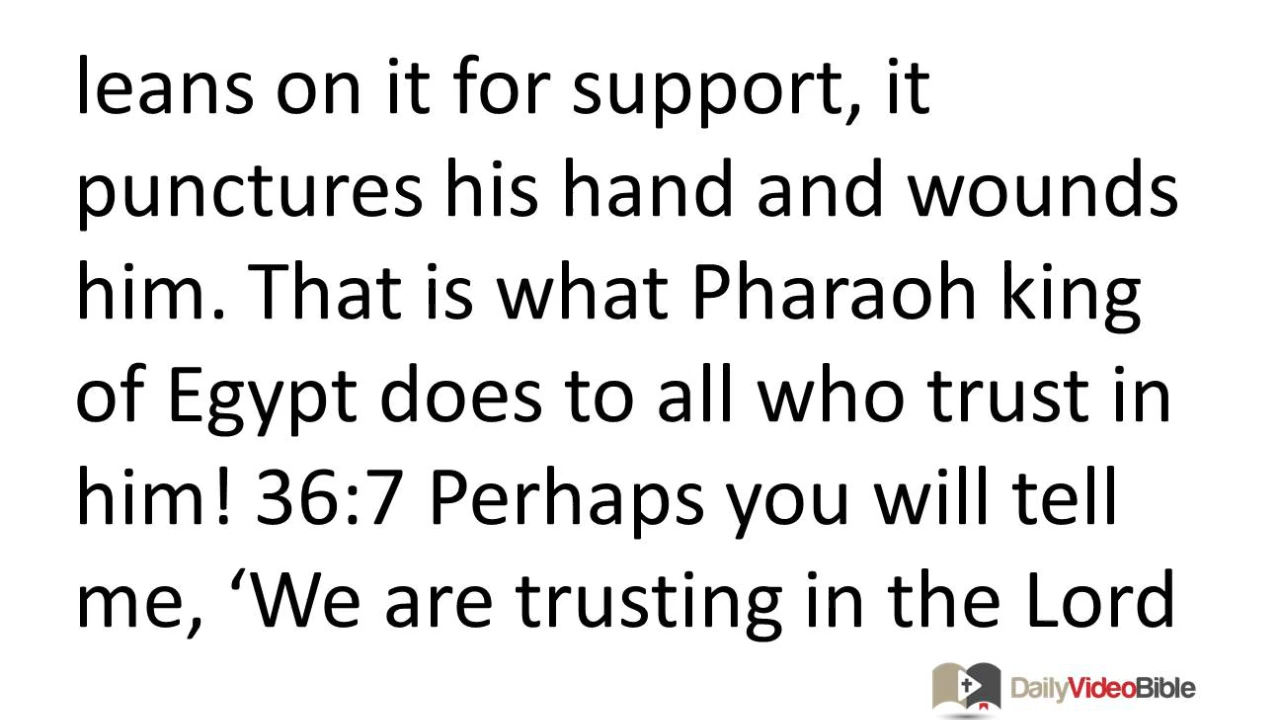 leans on it for support, it
punctures his hand and wounds
him. That is what Pharaoh king
of Egypt does to all who trust in
him! 36:7 Perhaps you will tell
me, ‘We are trusting in the Lord
DailyVideoBible